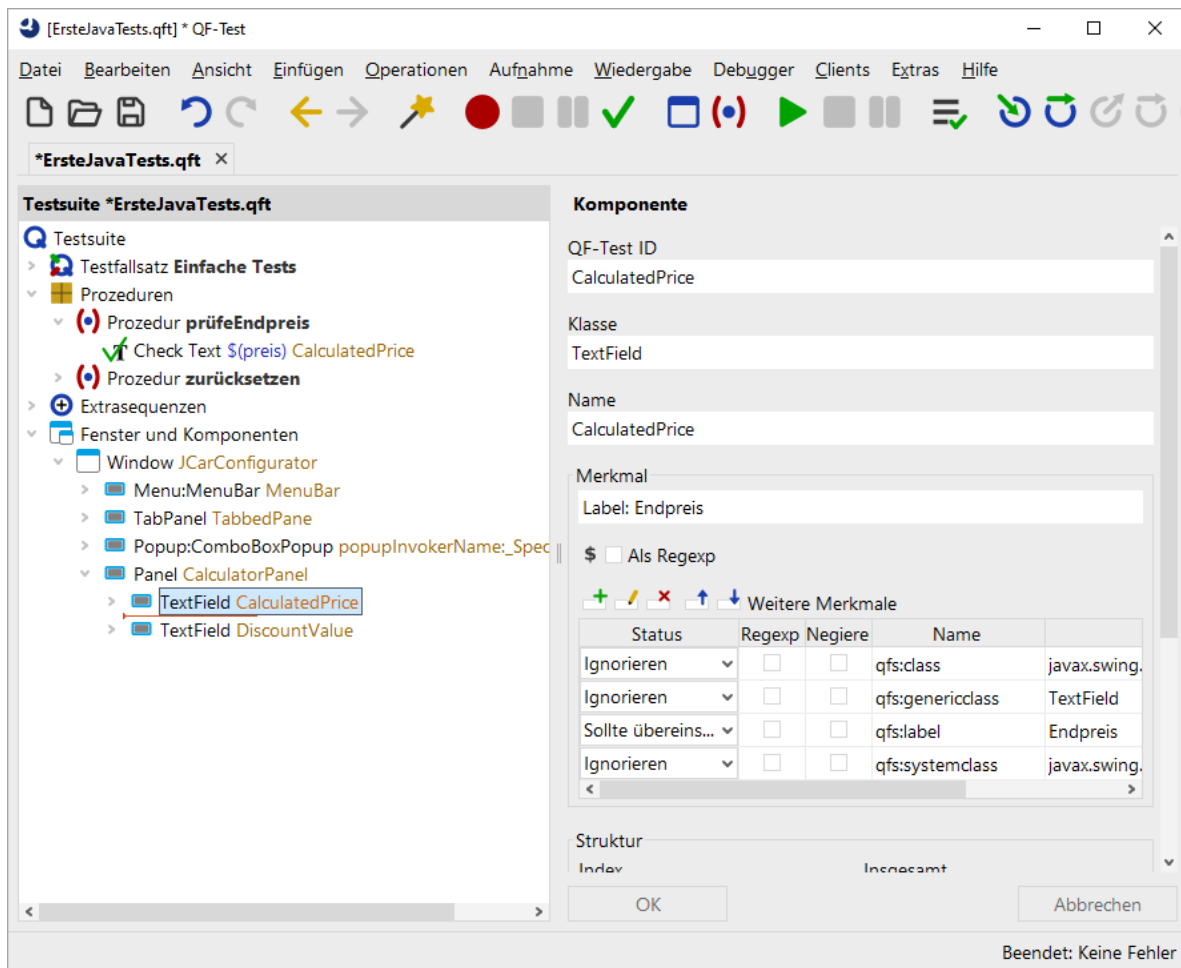 [ErsteJavaTests.qft] * QF-Test
Datei Bearbeiten Ansicht Einfügen Operationen Aufnahme Wiedergabe Debugger Clients Extras Hilfe
*ErsteJavaTests.qft
Testsuite *ErsteJavaTests.qft
Testsuite
Testfallsatz Einfache Tests
Prozeduren
Prozedur prüfeEndpreis
Check Text $(preis) CalculatedPrice
Prozedur zurücksetzen
Extrasequenzen
Fenster und Komponenten
Window JCarConfigurator
Menu:MenuBar MenuBar
TabPanel TabbedPane
Popup:ComboBoxPopup popupInvokerName:_Spec
Panel CalculatorPanel
TextField CalculatedPrice
TextField DiscountValue
Komponente
QF-Test ID
CalculatedPrice
Klasse
TextField
Name
CalculatedPrice
Merkmal
Label: Endpreis
$ Als Regexp
Weitere Merkmale
Status Regexp Negiere Name
Ignorieren qfs:class javax.swing.
Ignorieren qfs:genericclass TextField
Sollte übereins... qfs:label Endpreis
Ignorieren qfs:systemclass javax.swing.
Struktur
Index Insgesamt
OK Abbrechen
Beendet: Keine Fehler